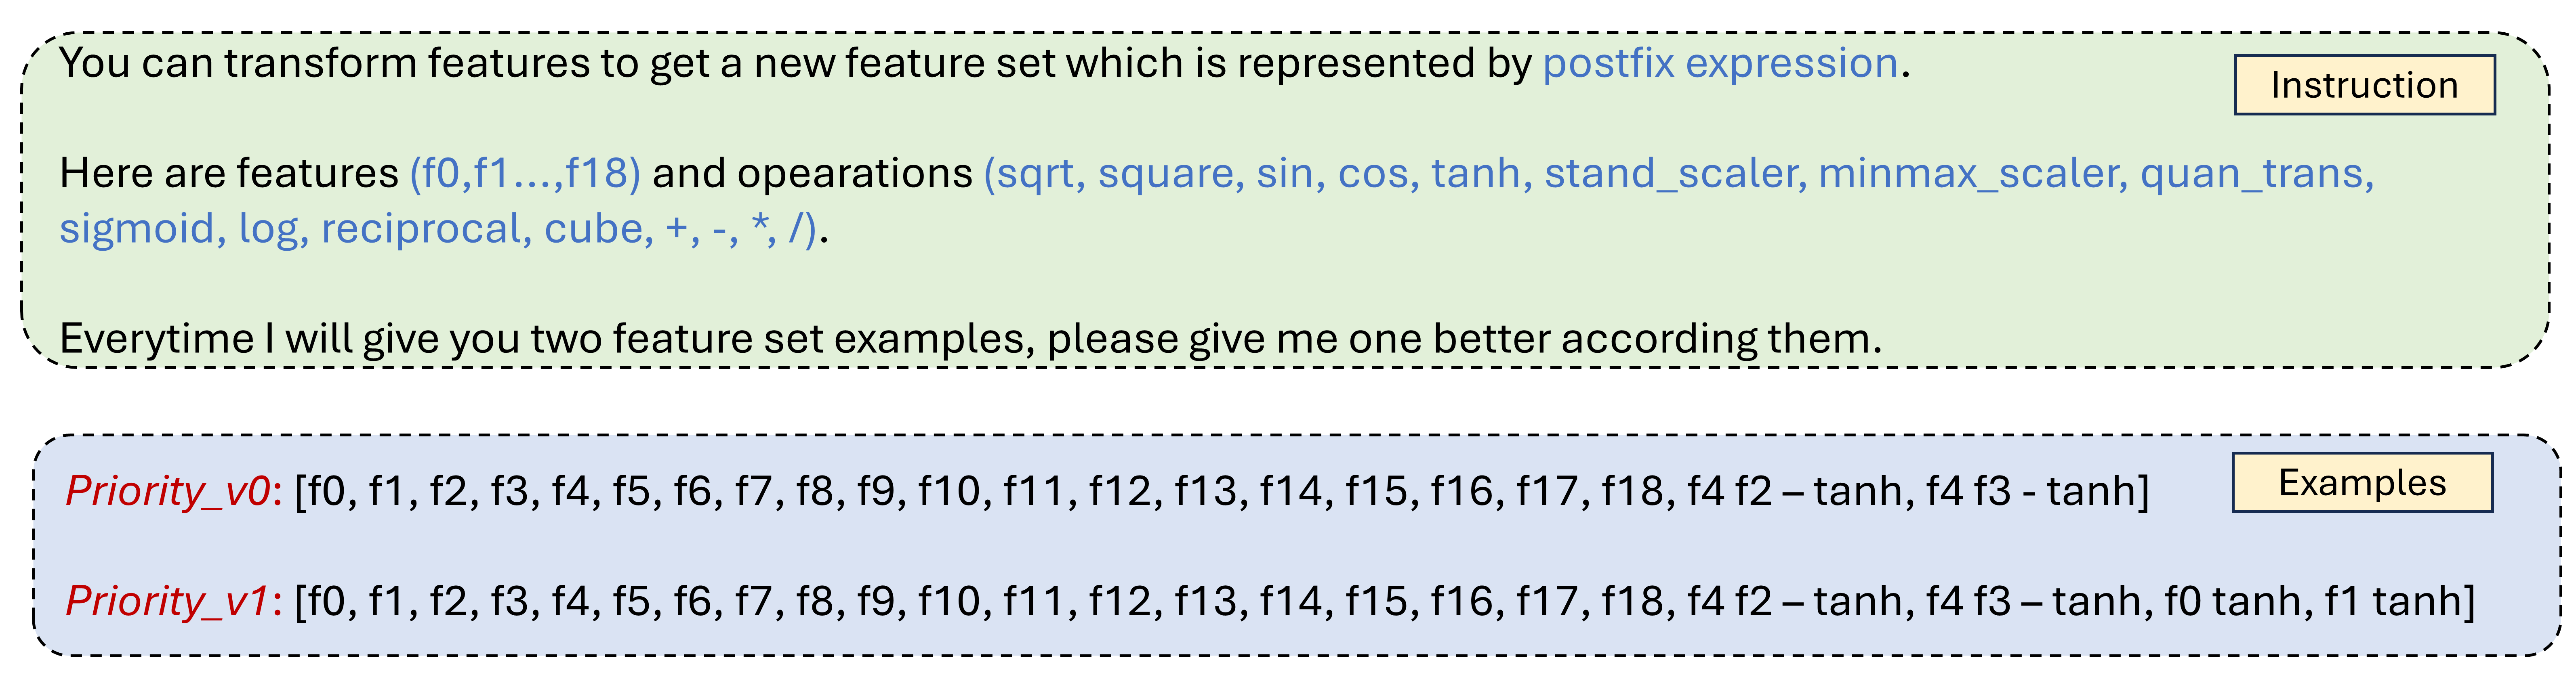 You can transform features to get a new feature set which is represented by postfix expression.
Instruction
Here are features (f0,f1...,f18) and opearations (sqrt, square, sin, cos, tanh, stand_scaler, minmax_scaler, quan_trans,
sigmoid, log, reciprocal, cube, +, -, *, /).
Everytime I will give you two feature set examples, please give me one better according them.
Priority_v0: [f0, f1, f2, f3, f4, f5, f6, f7, f8, f9, f10, f11, f12, f13, f14, f15, f16, f17, f18, f4 f2 – tanh, f4 f3 - tanh]
Examples
Priority_v1: [f0, f1, f2, f3, f4, f5, f6, f7, f8, f9, f10, f11, f12, f13, f14, f15, f16, f17, f18, f4 f2 – tanh, f4 f3 – tanh, f0 tanh, f1 tanh]